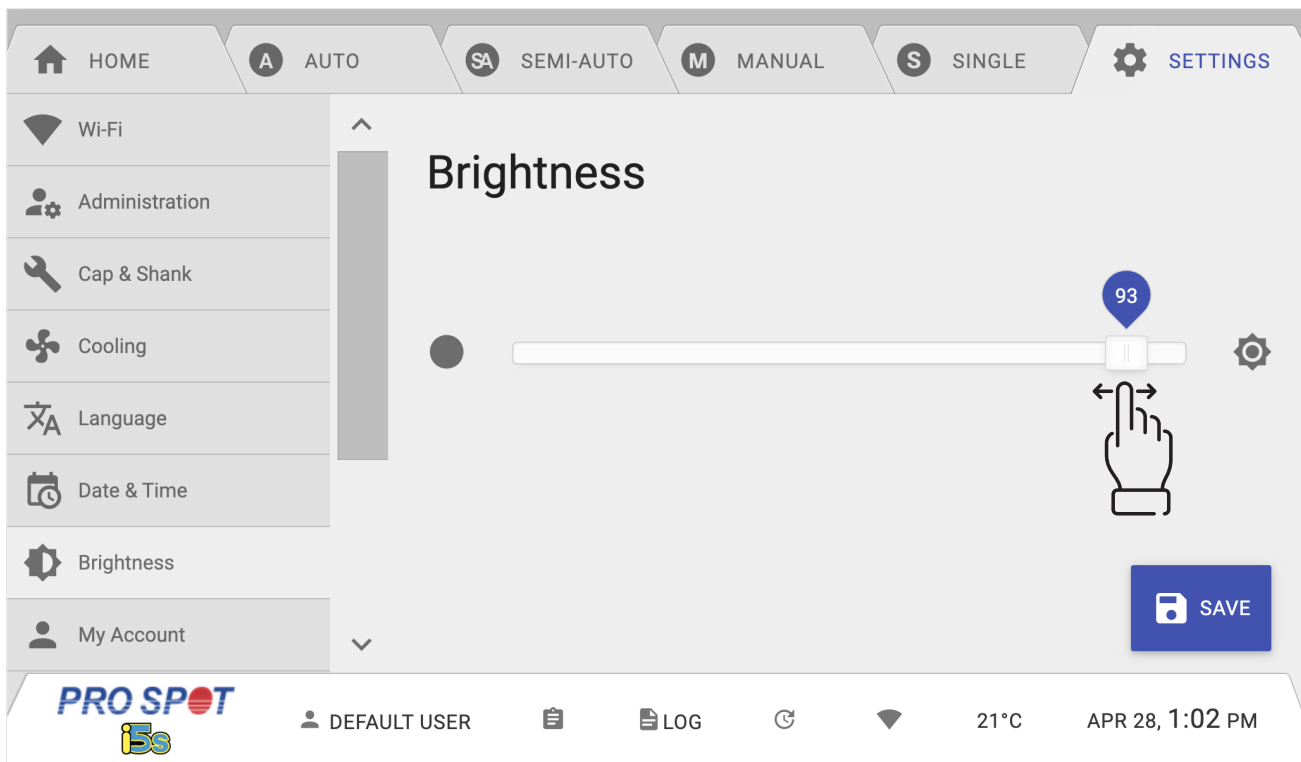 HOME
A AUTO
SA SEMI-AUTO
M MANUAL
S SINGLE
SETTINGS
Wi-Fi
Administration
Cap & Shank
Cooling
Language
Date & Time
Brightness
My Account
Brightness
93
SAVE
PRO SPOT
i5s
DEFAULT USER
LOG
21°C
APR 28, 1:02 PM